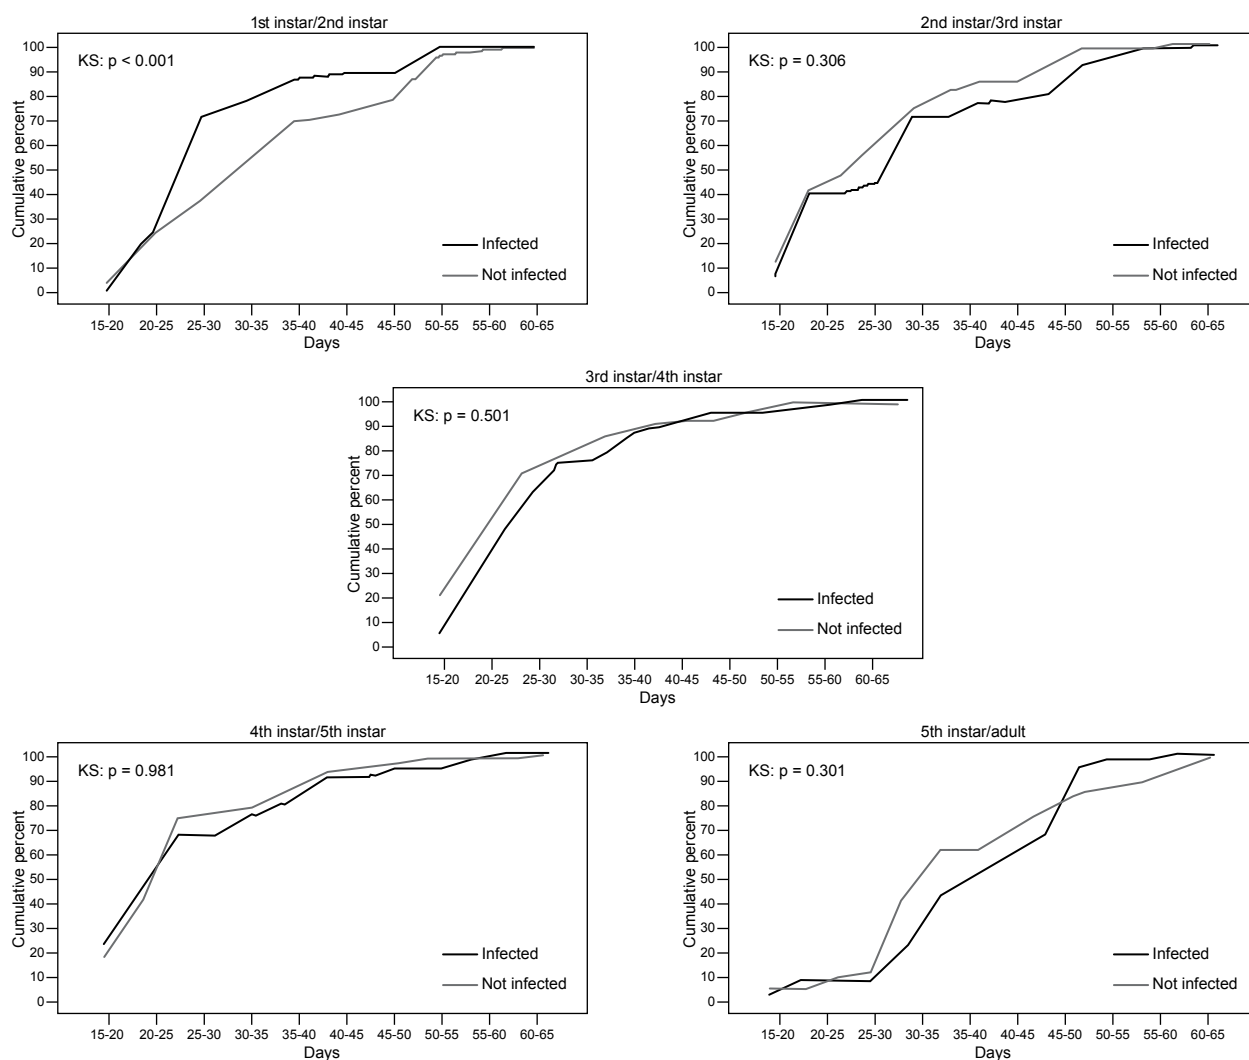 1st instar/2nd instar
KS: p < 0.001
Cumulative percent
100
90
80
70
60
50
40
30
20
10
0
Infected
Not infected
15-20 20-25 25-30 30-35 35-40 40-45 45-50 50-55 55-60 60-65
Days
2nd instar/3rd instar
KS: p = 0.306
Cumulative percent
100
90
80
70
60
50
40
30
20
10
0
Infected
Not infected
15-20 20-25 25-30 30-35 35-40 40-45 45-50 50-55 55-60 60-65
Days
3rd instar/4th instar
KS: p = 0.501
Cumulative percent
100
90
80
70
60
50
40
30
20
10
0
Infected
Not infected
15-20 20-25 25-30 30-35 35-40 40-45 45-50 50-55 55-60 60-65
Days
4th instar/5th instar
KS: p = 0.981
Cumulative percent
100
90
80
70
60
50
40
30
20
10
0
Infected
Not infected
15-20 20-25 25-30 30-35 35-40 40-45 45-50 50-55 55-60 60-65
Days
5th instar/adult
KS: p = 0.301
Cumulative percent
100
90
80
70
60
50
40
30
20
10
0
Infected
Not infected
15-20 20-25 25-30 30-35 35-40 40-45 45-50 50-55 55-60 60-65
Days